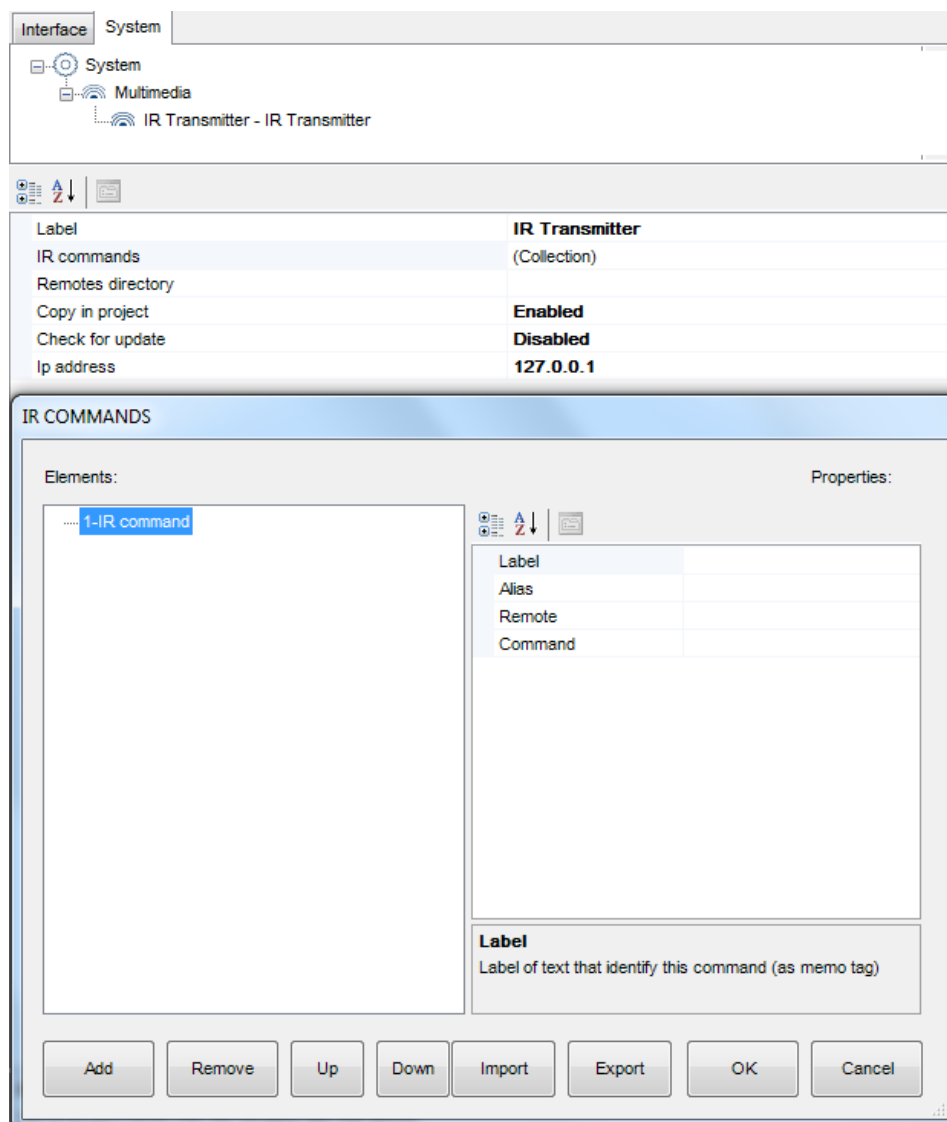 Interface System
System
Multimedia
IR Transmitter - IR Transmitter
A
Z
Label IR Transmitter
IR commands (Collection)
Remotes directory
Copy in project Enabled
Check for update Disabled
Ip address 127.0.0.1
IR COMMANDS
Elements: Properties:
1-IR command
A
Z
Label
Alias
Remote
Command
Label
Label of text that identify this command (as memo tag)
Add Remove Up Down Import Export OK Cancel